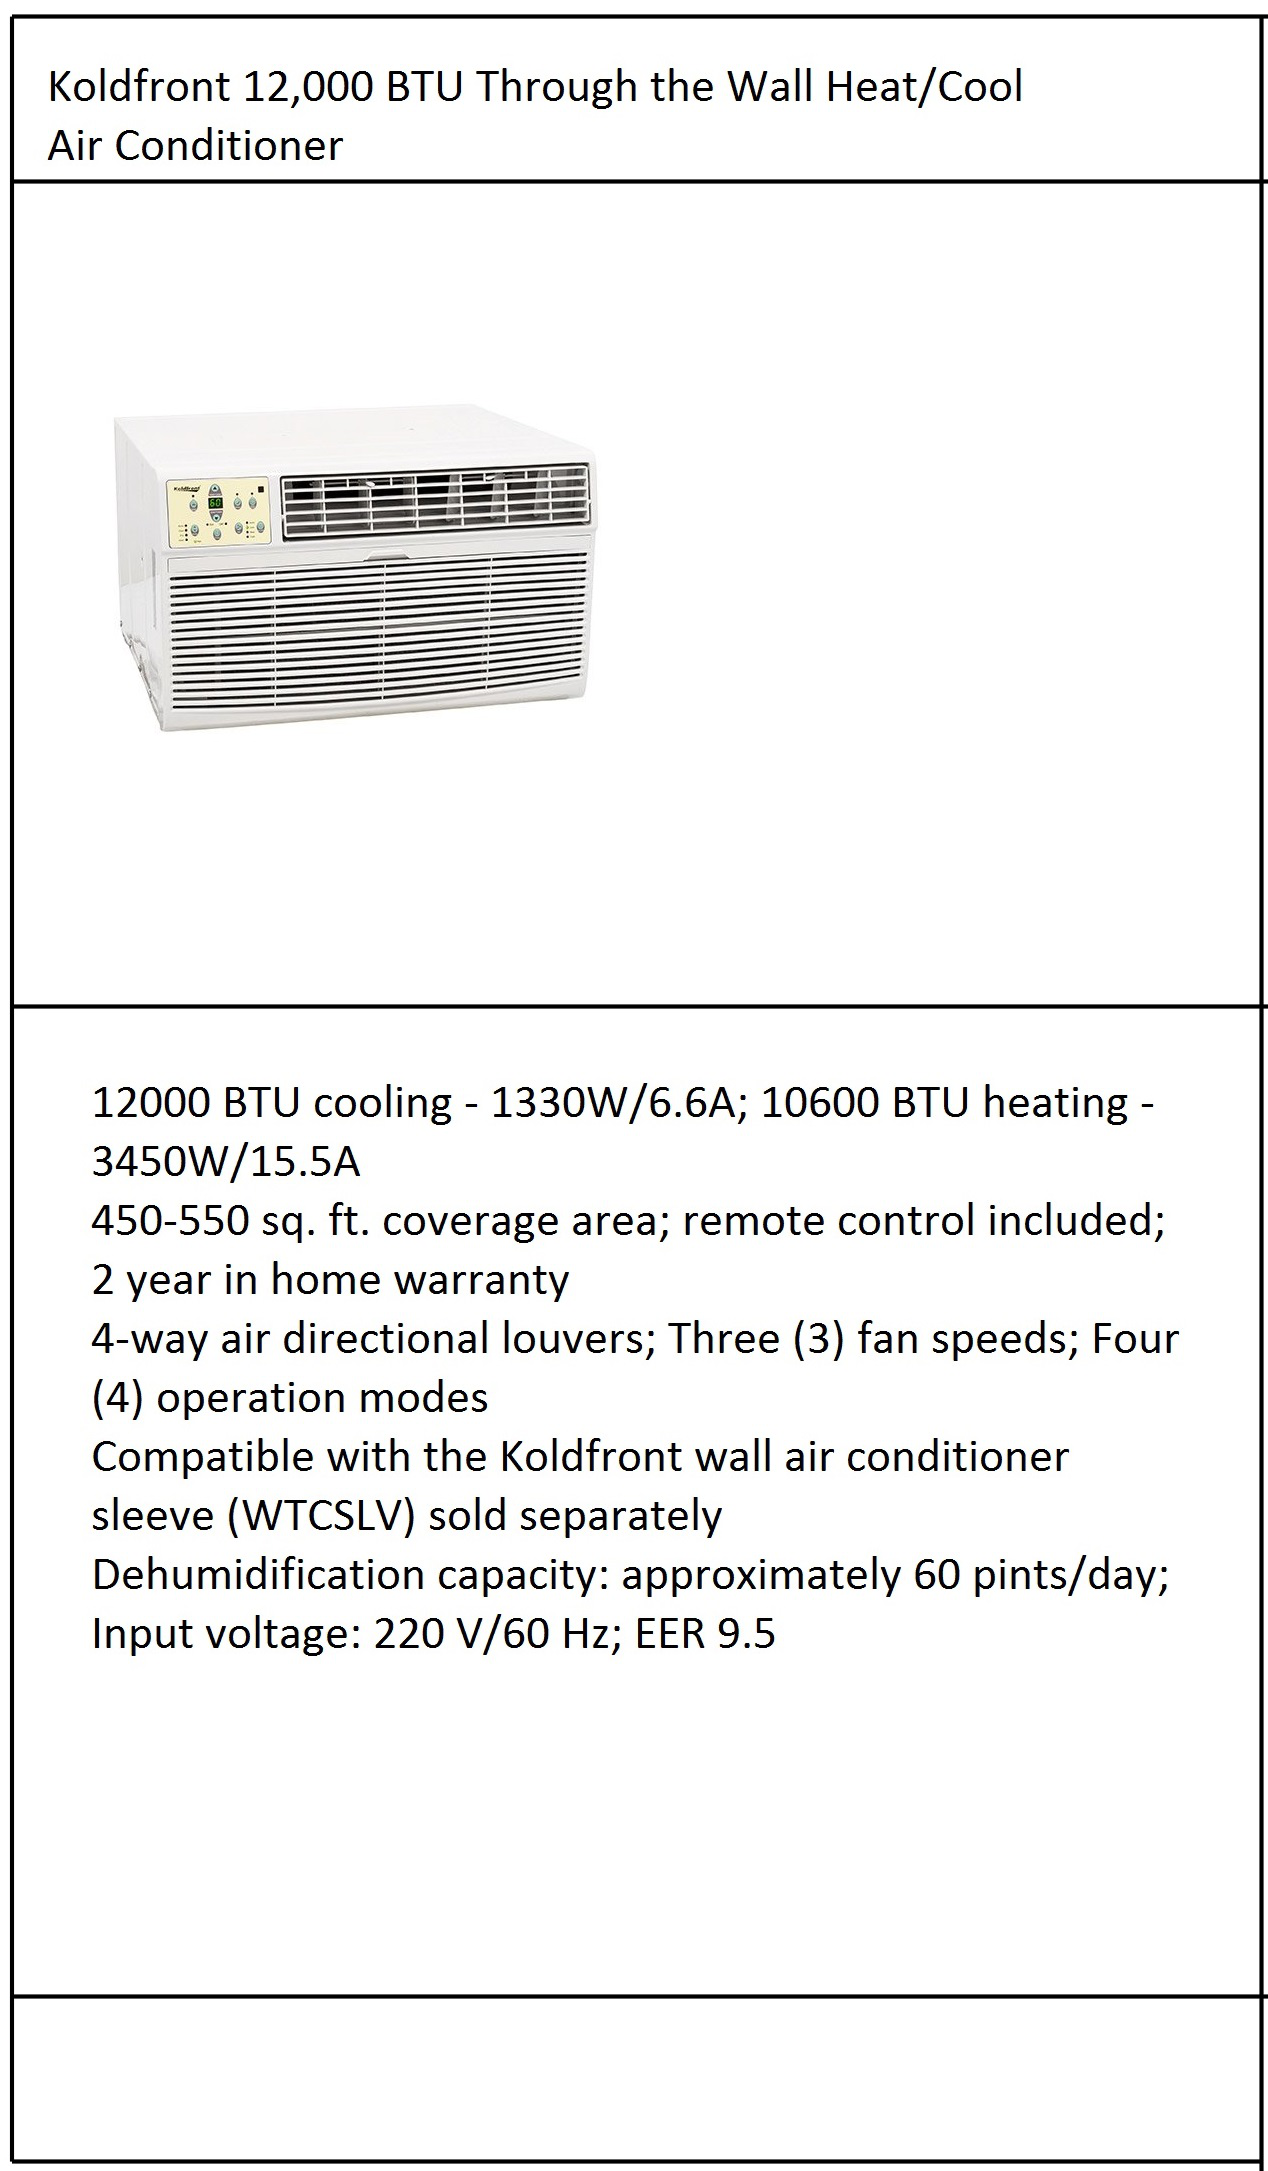 Koldfront 12,000 BTU Through the Wall Heat/Cool
Air Conditioner
Koldfront
60
12000 BTU cooling - 1330W/6.6A; 10600 BTU heating -
3450W/15.5A
450-550 sq. ft. coverage area; remote control included;
2 year in home warranty
4-way air directional louvers; Three (3) fan speeds; Four
(4) operation modes
Compatible with the Koldfront wall air conditioner
sleeve (WTCSLV) sold separately
Dehumidification capacity: approximately 60 pints/day;
Input voltage: 220 V/60 Hz; EER 9.5